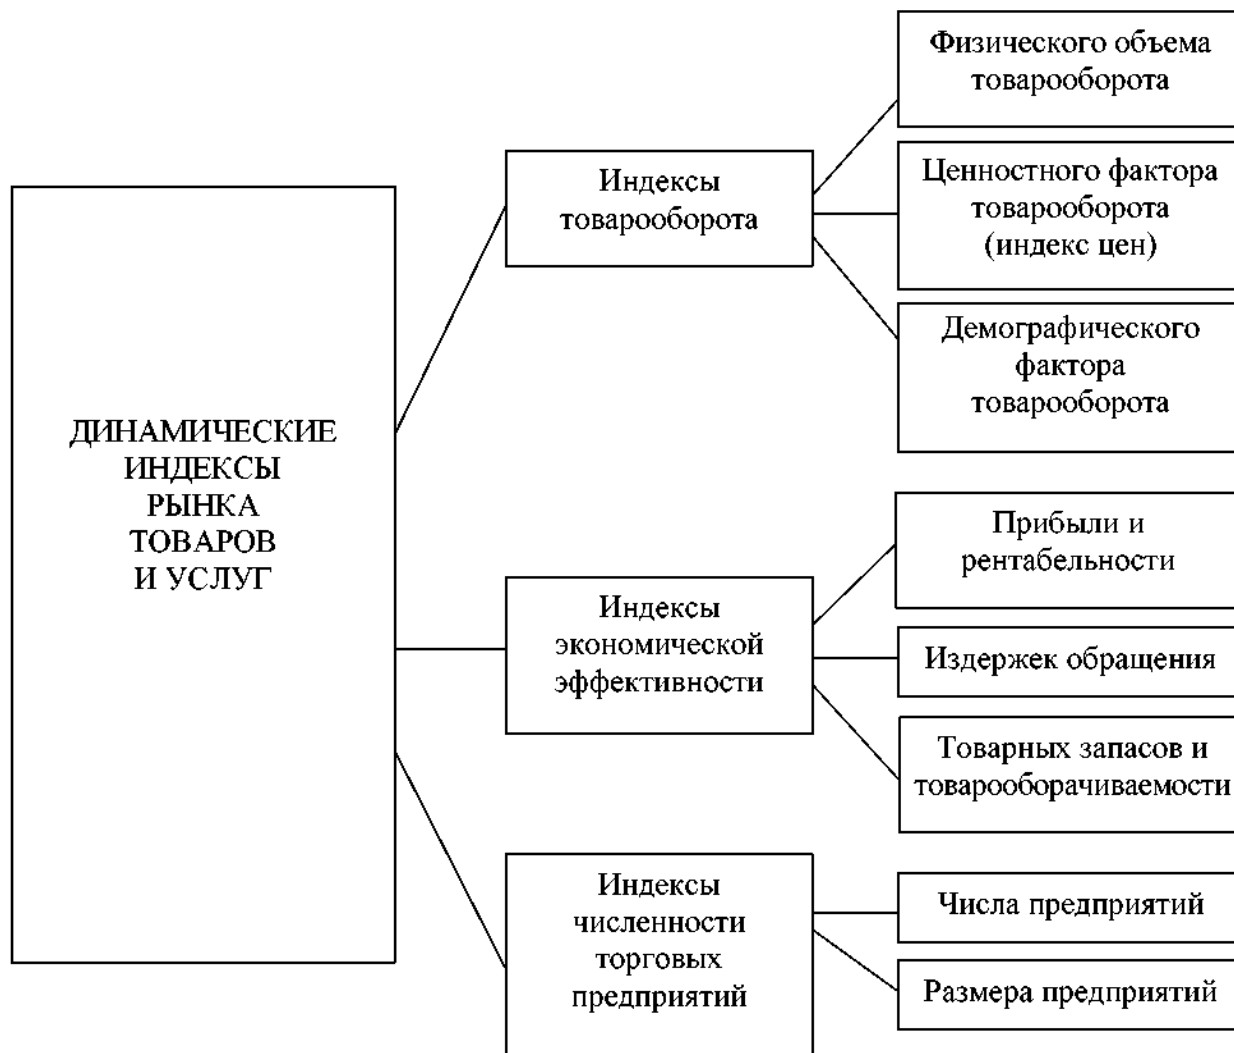 ДИНАМИЧЕСКИЕ
ИНДЕКСЫ
РЫНКА
ТОВАРОВ
И УСЛУГ
Индексы
товарооборота
Физического объема
товарооборота
Ценностного фактора
товарооборота
(индекс цен)
Демографического
фактора
товарооборота
Индексы
экономической
эффективности
Прибыли и
рентабельности
Издержек обращения
Товарных запасов и
товарооборачиваемости
Индексы
численности
торговых
предприятий
Числа предприятий
Размера предприятий